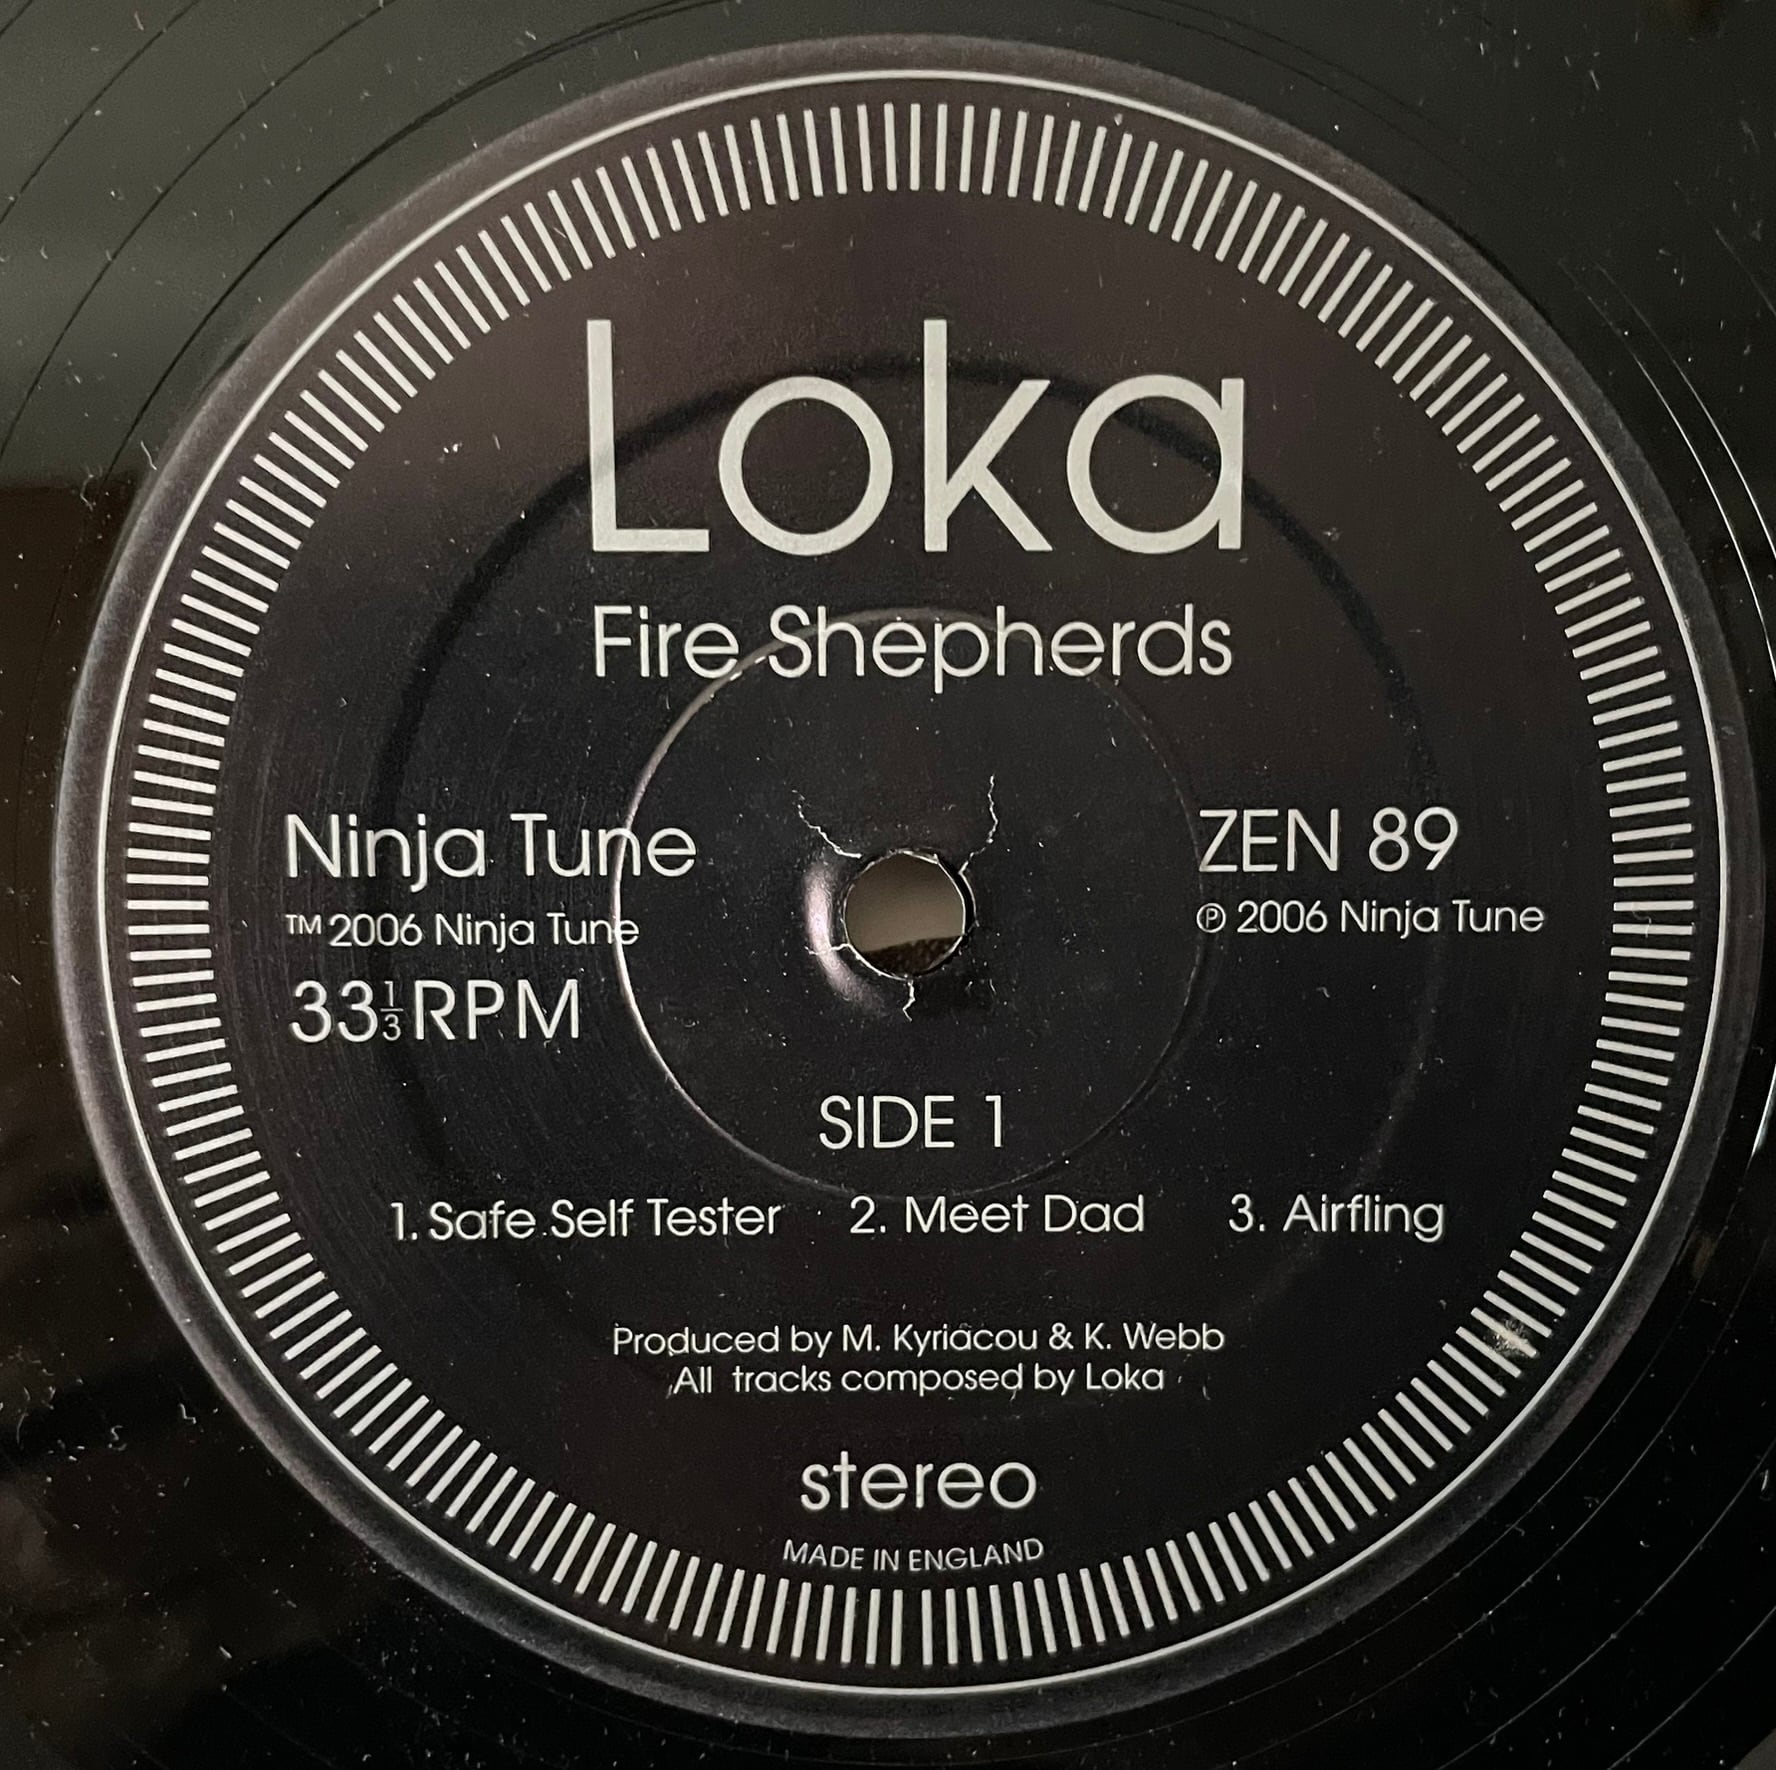 Loka
Fire Shepherds
Ninja Tune
™ 2006 Ninja Tune
33⅓ RPM
ZEN 89
℗ 2006 Ninja Tune
SIDE 1
1. Safe Self Tester 2. Meet Dad 3. Airfling
Produced by M. Kyriacou & K. Webb
All tracks composed by Loka
stereo
MADE IN ENGLAND